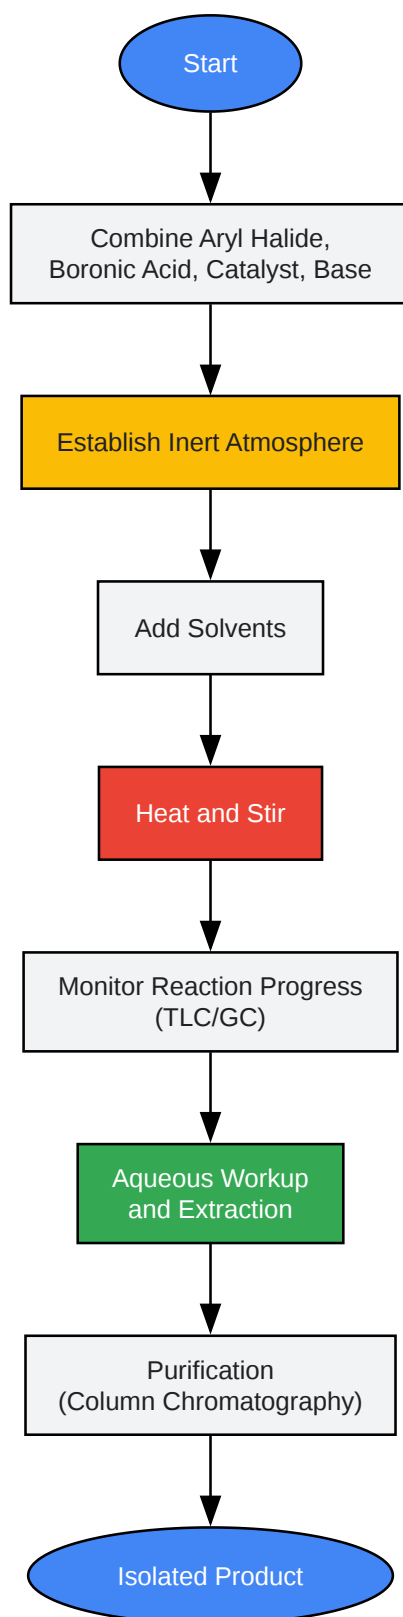 Start
Combine Aryl Halide,
Boronic Acid, Catalyst, Base
Establish Inert Atmosphere
Add Solvents
Heat and Stir
Monitor Reaction Progress
(TLC/GC)
Aqueous Workup
and Extraction
Purification
(Column Chromatography)
Isolated Product